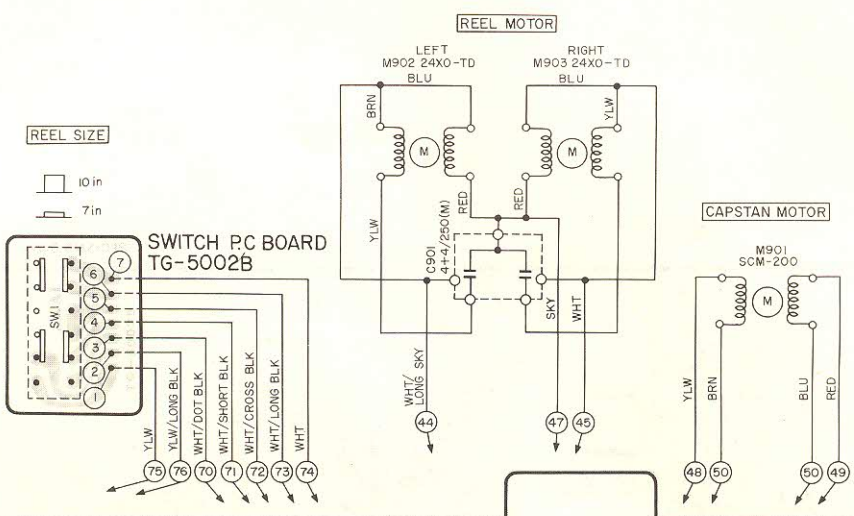 REEL MOTOR
LEFT
M902 24X0-TD
BLU
RIGHT
M903 24X0-TD
BLU
BRN
YLW
M
M
REEL SIZE
10 in
7 in
RED
RED
YLW
C901
4+4/250(M)
CAPSTAN MOTOR
M901
SCM-200
M
SWITCH P.C BOARD
TG-5002B
SW.1
7
6
5
4
3
2
1
SKY
WHT
WHT/
LONG SKY
YLW
BRN
BLU
RED
YLW
YLW/LONG BLK
WHT/DOT BLK
WHT/SHORT BLK
WHT/CROSS BLK
WHT/LONG BLK
WHT
44
47
45
75
76
70
71
72
73
74
48
50
50
49